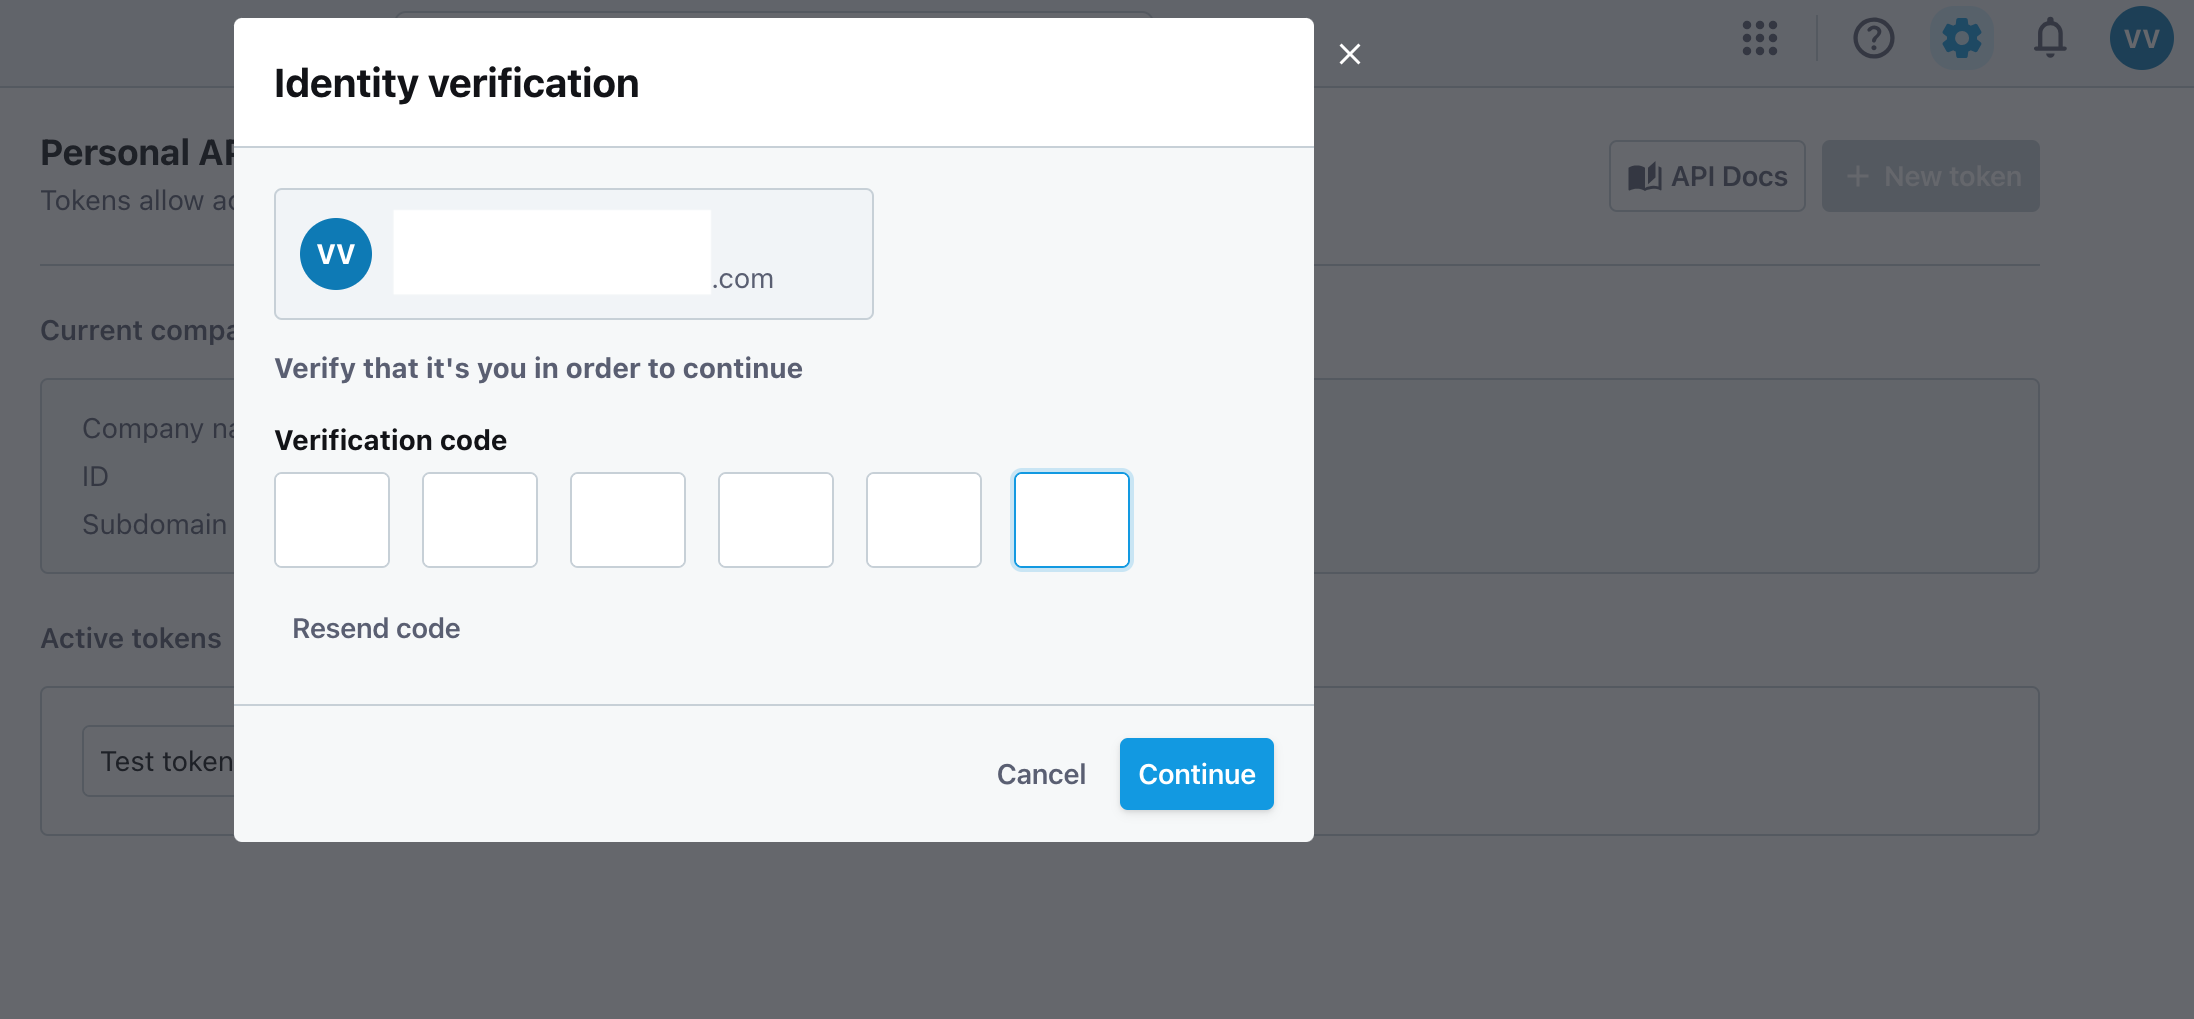 VV
Identity verification
Personal AP
Tokens allow ac
API Docs
+ New token
VV
.com
Current compa
Verify that it's you in order to continue
Company na
ID
Subdomain
Verification code
Resend code
Active tokens
Test token
Cancel
Continue